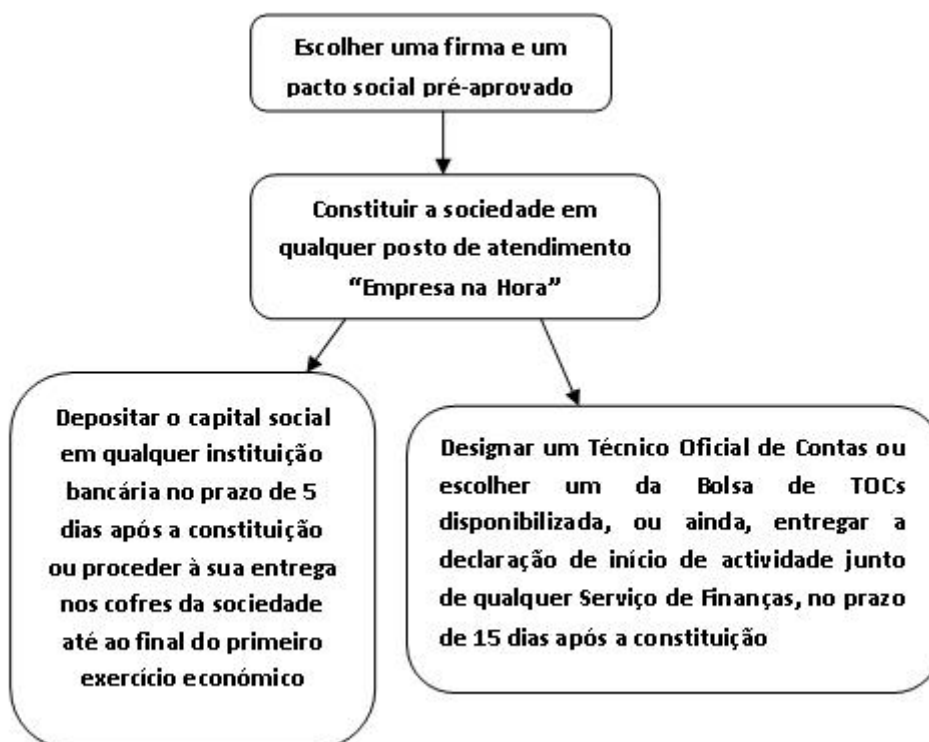 Escolher uma firma e um
pacto social pré-aprovado
Constituir a sociedade em
qualquer posto de atendimento
“Empresa na Hora”
Depositar o capital social
em qualquer instituição
bancária no prazo de 5
dias após a constituição
ou proceder à sua entrega
nos cofres da sociedade
até ao final do primeiro
exercício económico
Designar um Técnico Oficial de Contas ou
escolher um da Bolsa de TOCs
disponibilizada, ou ainda, entregar a
declaração de início de actividade junto
de qualquer Serviço de Finanças, no prazo
de 15 dias após a constituição